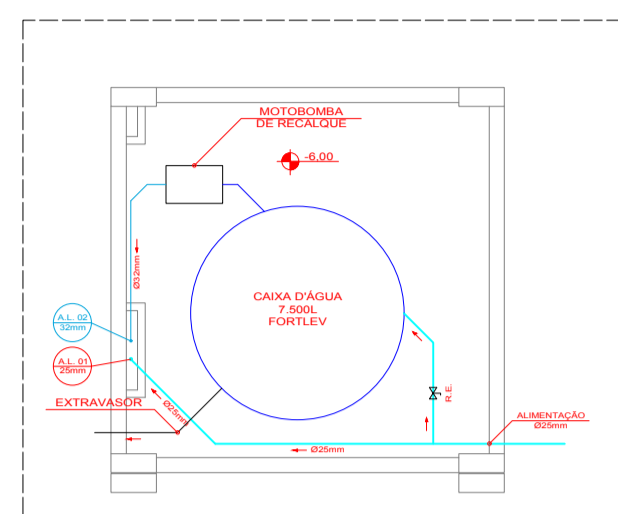 MOTOBOMBA
DE RECALQUE
-6,00
Ø32mm
CAIXA D'ÁGUA
7.500L
FORTLEV
A.L. 02
32mm
A.L. 01
25mm
R.E.
EXTRAVASOR
Ø25mm
ALIMENTAÇÃO
Ø25mm
Ø25mm